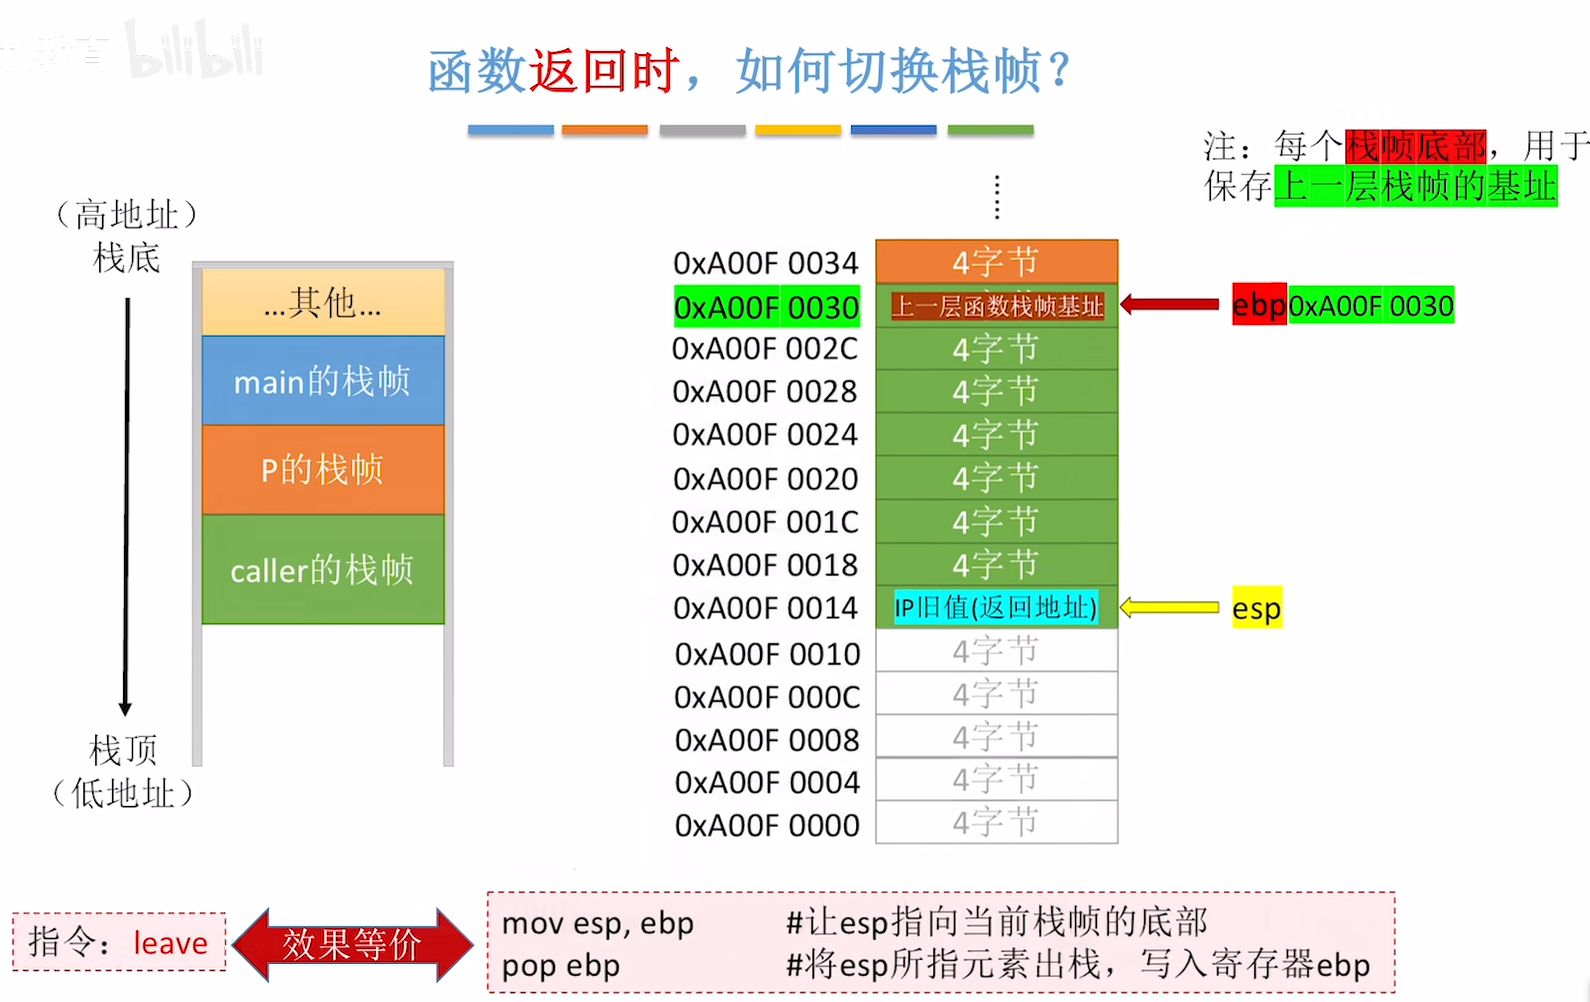 bilibili
函数返回时，如何切换栈帧？
注：每个栈帧底部，用于
保存上一层栈帧的基址
（高地址）
栈底
…其他…
main的栈帧
P的栈帧
caller的栈帧
栈顶
（低地址）
0xA00F 0034 4字节
0xA00F 0030 上一层函数栈帧基址 ebp 0xA00F 0030
0xA00F 002C 4字节
0xA00F 0028 4字节
0xA00F 0024 4字节
0xA00F 0020 4字节
0xA00F 001C 4字节
0xA00F 0018 4字节
0xA00F 0014 IP旧值(返回地址) esp
0xA00F 0010 4字节
0xA00F 000C 4字节
0xA00F 0008 4字节
0xA00F 0004 4字节
0xA00F 0000 4字节
指令：leave
效果等价
mov esp, ebp #让esp指向当前栈帧的底部
pop ebp #将esp所指元素出栈，写入寄存器ebp